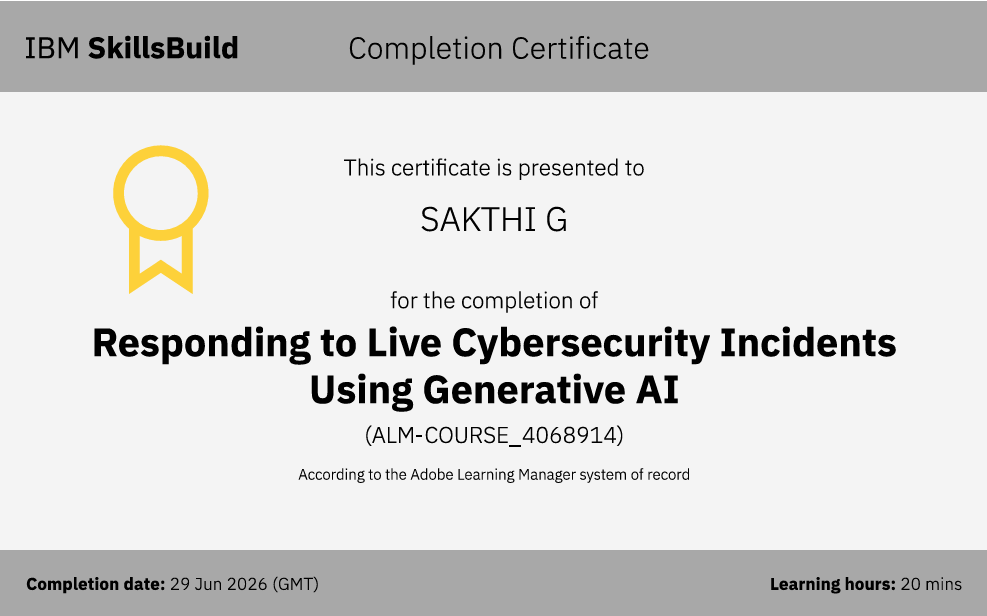 IBM SkillsBuild
Completion Certificate
This certificate is presented to
SAKTHI G
for the completion of
Responding to Live Cybersecurity Incidents
Using Generative AI
(ALM-COURSE_4068914)
According to the Adobe Learning Manager system of record
Completion date: 29 Jun 2026 (GMT)
Learning hours: 20 mins